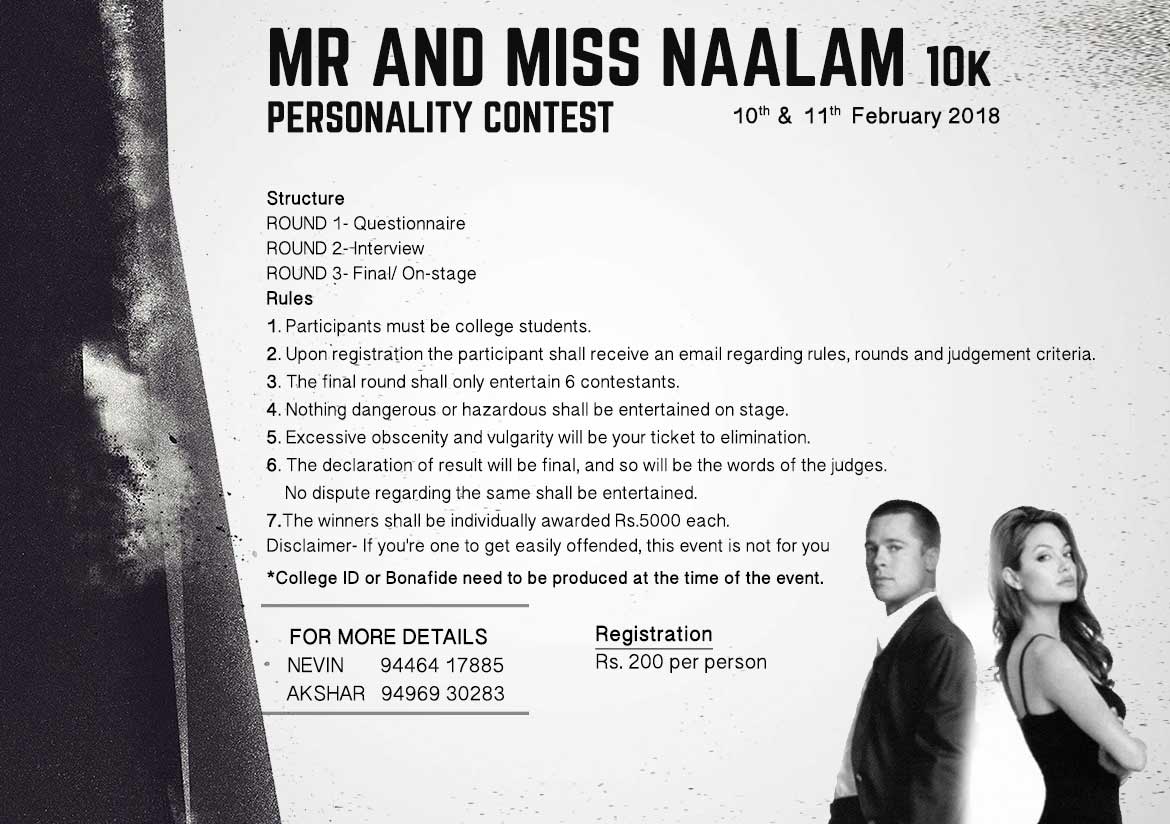 MR AND MISS NAALAM 10K
PERSONALITY CONTEST
10th & 11th February 2018
Structure
ROUND 1- Questionnaire
ROUND 2- Interview
ROUND 3- Final/ On-stage
Rules
1. Participants must be college students.
2. Upon registration the participant shall receive an email regarding rules, rounds and judgement criteria.
3. The final round shall only entertain 6 contestants.
4. Nothing dangerous or hazardous shall be entertained on stage.
5. Excessive obscenity and vulgarity will be your ticket to elimination.
6. The declaration of result will be final, and so will be the words of the judges.
No dispute regarding the same shall be entertained.
7.The winners shall be individually awarded Rs.5000 each.
Disclaimer- If you're one to get easily offended, this event is not for you
*College ID or Bonafide need to be produced at the time of the event.
FOR MORE DETAILS
NEVIN 94464 17885
AKSHAR 94969 30283
Registration
Rs. 200 per person